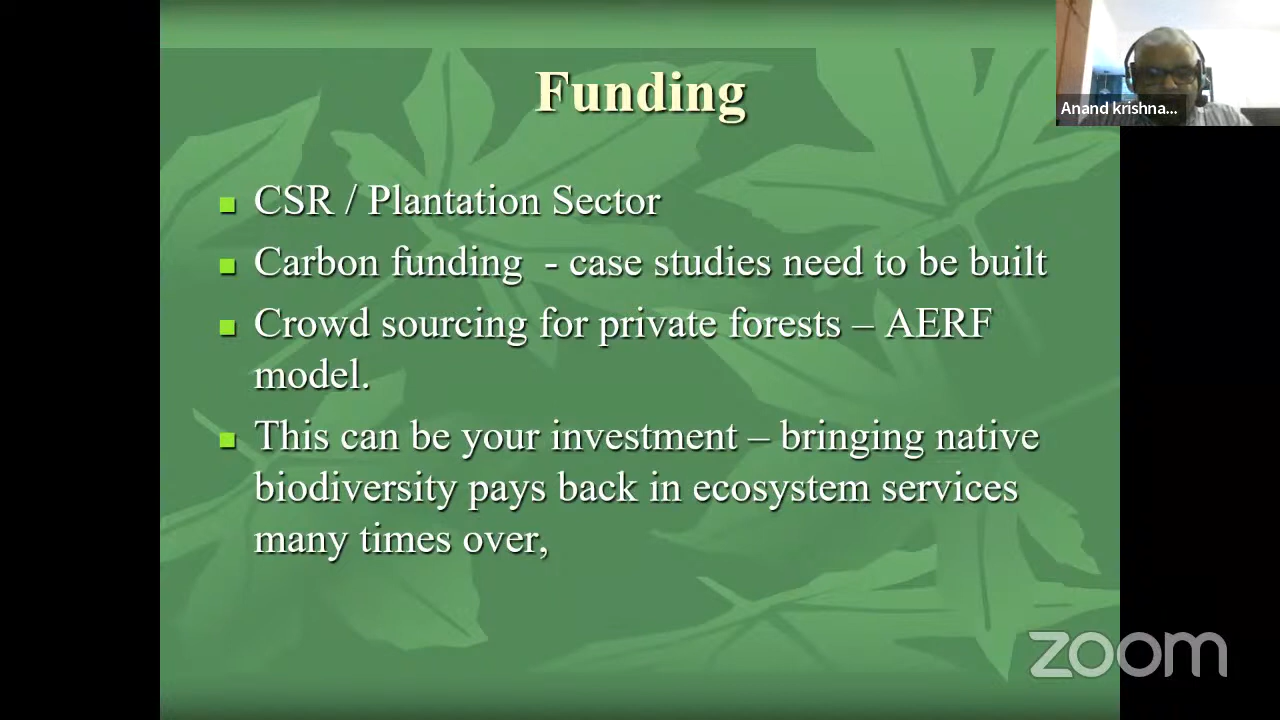 Funding
Anand krishna...
CSR / Plantation Sector
Carbon funding - case studies need to be built
Crowd sourcing for private forests – AERF
model.
This can be your investment – bringing native
biodiversity pays back in ecosystem services
many times over,
zoom